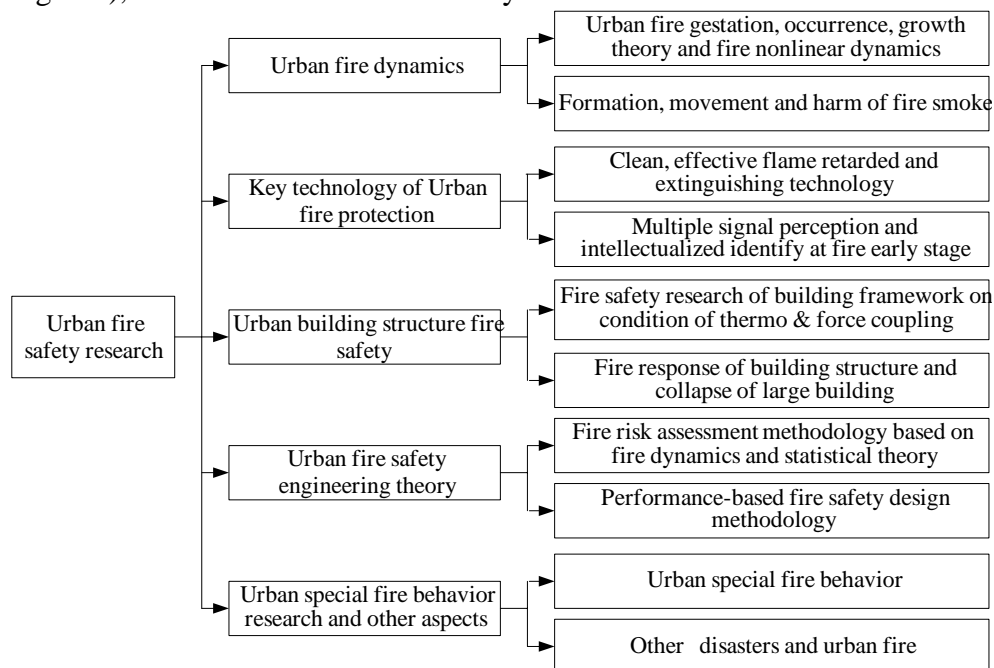 Urban fire gestation, occurrence, growth
theory and fire nonlinear dynamics
Urban fire dynamics
Formation, movement and harm of fire smoke
Clean, effective flame retarded and
extinguishing technology
Key technology of Urban
fire protection
Multiple signal perception and
intellectualized identify at fire early stage
Fire safety research of building framework on
condition of thermo & force coupling
Urban fire
safety research
Urban building structure fire
safety
Fire response of building structure and
collapse of large building
Fire risk assessment methodology based on
fire dynamics and statistical theory
Urban fire safety
engineering theory
Performance-based fire safety design
methodology
Urban special fire behavior
Urban special fire behavior
research and other aspects
Other disasters and urban fire